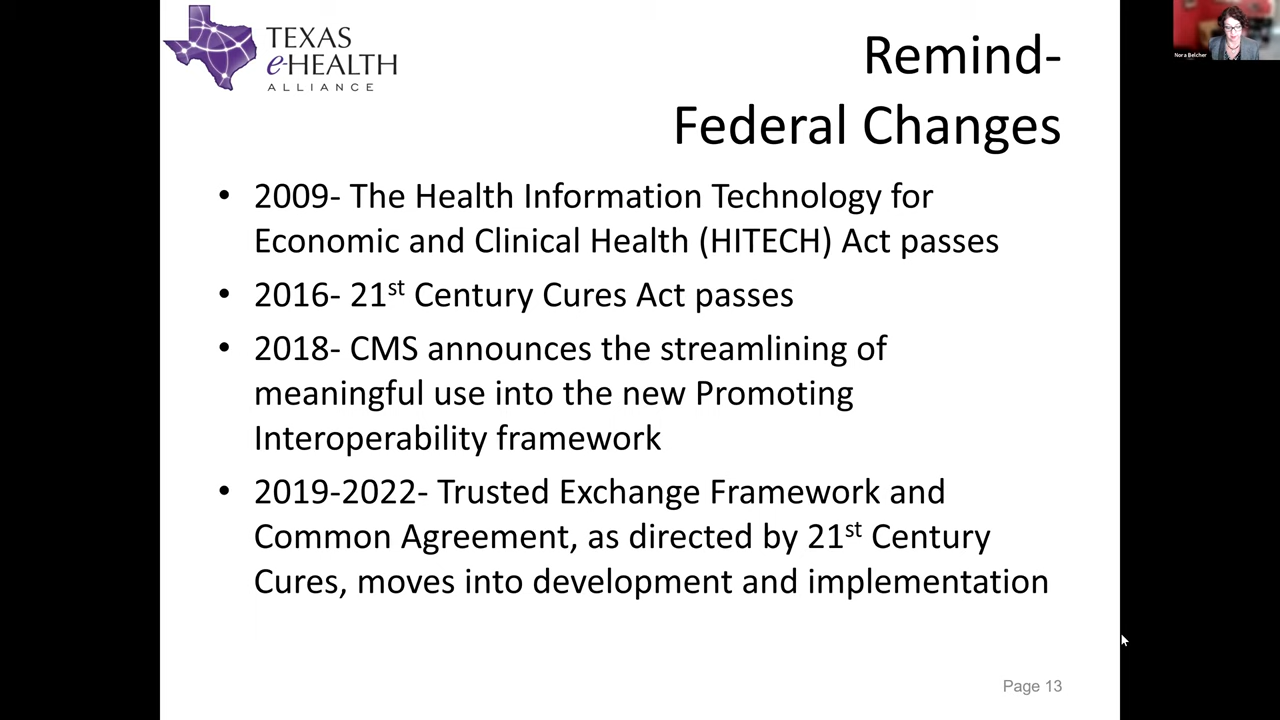 TEXAS
e-HEALTH
ALLIANCE
Remind-
Federal Changes
• 2009- The Health Information Technology for
Economic and Clinical Health (HITECH) Act passes
• 2016- 21st Century Cures Act passes
• 2018- CMS announces the streamlining of
meaningful use into the new Promoting
Interoperability framework
• 2019-2022- Trusted Exchange Framework and
Common Agreement, as directed by 21st Century
Cures, moves into development and implementation
Page 13
Nora Belcher